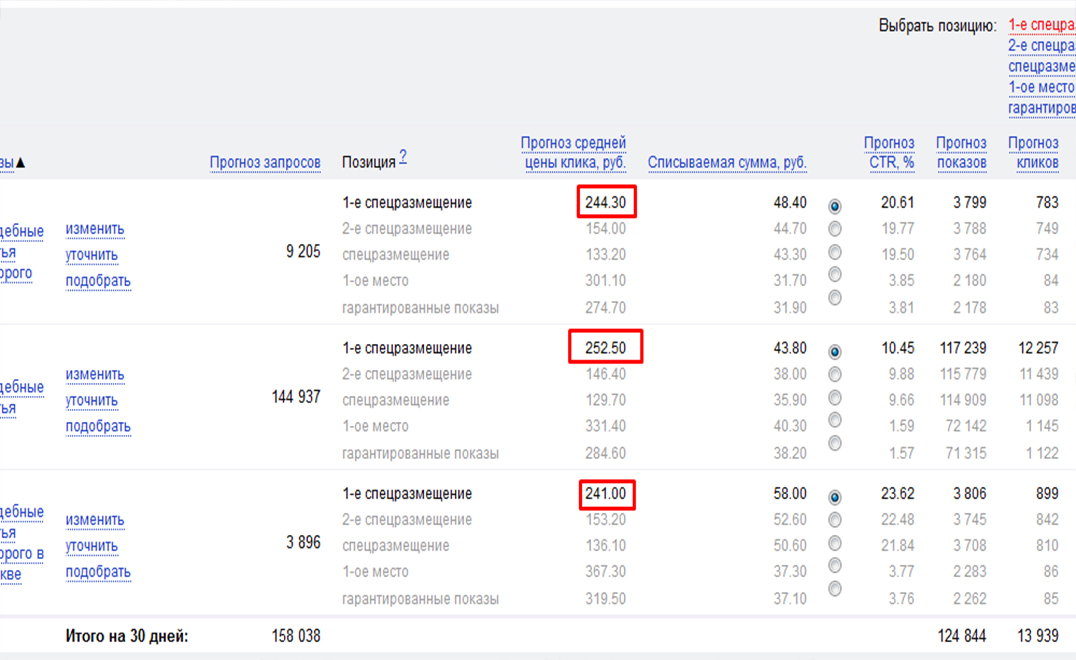 Выбрать позицию: 1-е спецра
2-е спецра
спецразме
1-ое место
гарантиров
Прогноз средней Прогноз Прогноз Прогноз
зы▲ Прогноз запросов Позиция ? цены клика, руб. Списываемая сумма, руб. CTR, % показов кликов
1-е спецразмещение 244.30 48.40 20.61 3 799 783
дебные изменить 2-е спецразмещение 154.00 44.70 19.77 3 788 749
ья уточнить 9 205 спецразмещение 133.20 43.30 19.50 3 764 734
орого подобрать 1-ое место 301.10 31.70 3.85 2 180 84
гарантированные показы 274.70 31.90 3.81 2 178 83
1-е спецразмещение 252.50 43.80 10.45 117 239 12 257
изменить 2-е спецразмещение 146.40 38.00 9.88 115 779 11 439
дебные уточнить 144 937 спецразмещение 129.70 35.90 9.66 114 909 11 098
ья подобрать 1-ое место 331.40 40.30 1.59 72 142 1 145
гарантированные показы 284.60 38.20 1.57 71 315 1 122
1-е спецразмещение 241.00 58.00 23.62 3 806 899
дебные изменить 2-е спецразмещение 153.20 52.60 22.48 3 745 842
ья уточнить 3 896 спецразмещение 136.10 50.60 21.84 3 708 810
орого в подобрать 1-ое место 367.30 37.30 3.77 2 283 86
кве гарантированные показы 319.50 37.10 3.76 2 262 85
Итого на 30 дней: 158 038 124 844 13 939